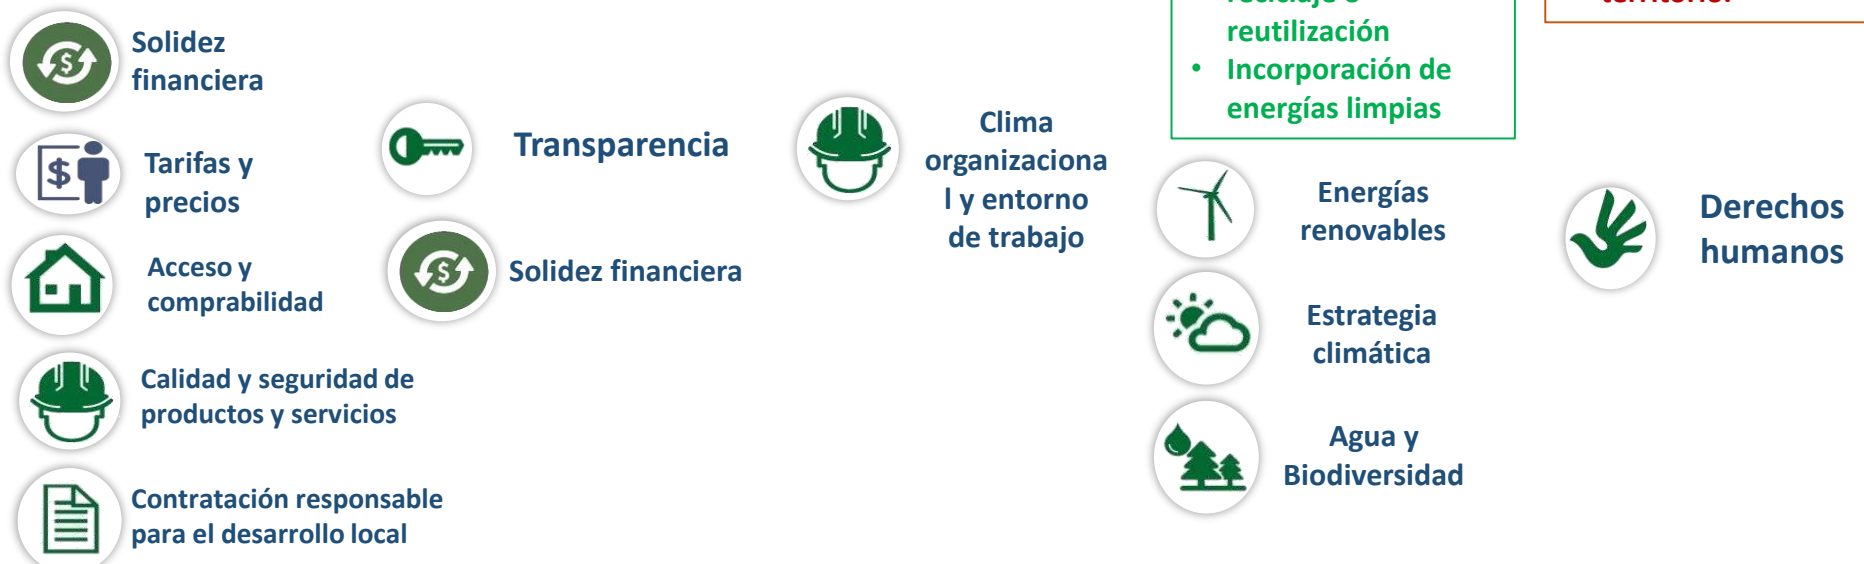 Solidez
financiera
Tarifas y
precios
Acceso y
comprabilidad
Calidad y seguridad de
productos y servicios
Contratación responsable
para el desarrollo local
Transparencia
Solidez financiera
Clima
organizaciona
l y entorno
de trabajo
reutilización
• Incorporación de
energías limpias
Energías
renovables
Estrategia
climática
Agua y
Biodiversidad
Derechos
humanos